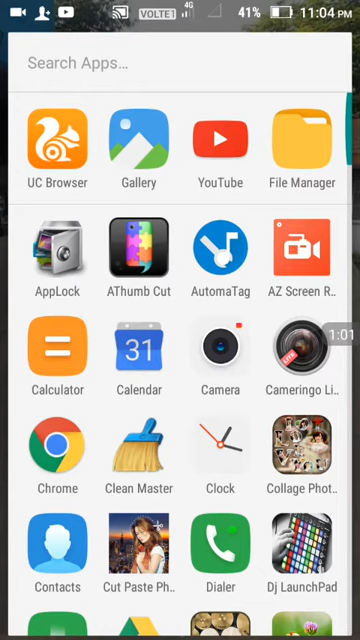 VOLTE1 4G 41% 11:04 PM
Search Apps...
UC Browser Gallery YouTube File Manager
AppLock AThumb Cut AutomaTag AZ Screen R..
31
1:01
LITE
Calculator Calendar Camera Cameringo Li..
Chrome Clean Master Clock Collage Phot..
Contacts Cut Paste Ph.. Dialer Dj LaunchPad